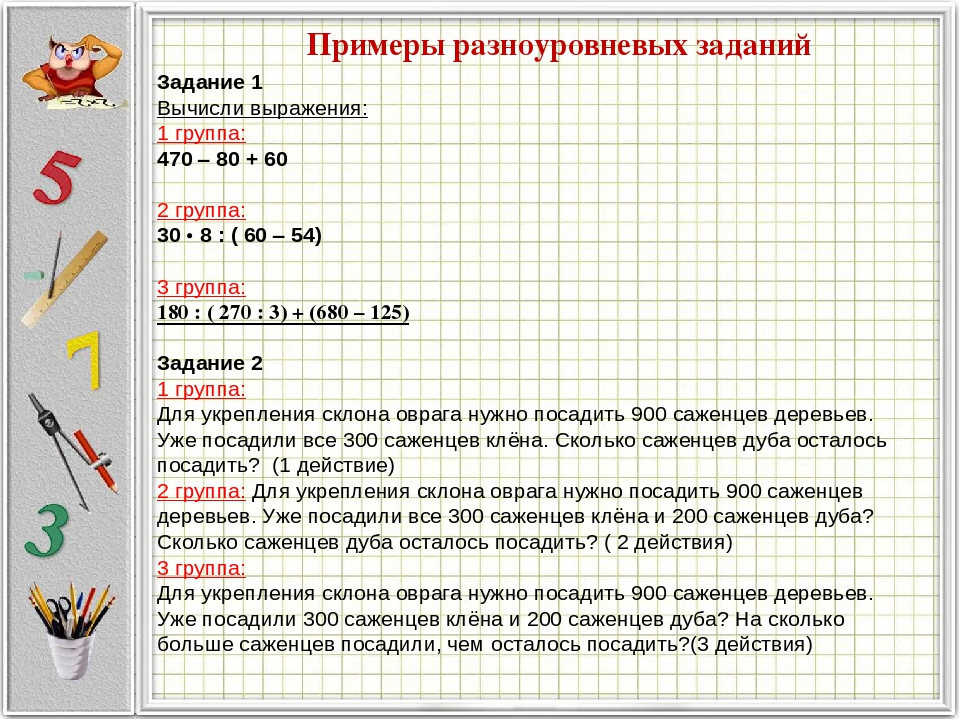 Примеры разноуровневых заданий
Задание 1
Вычисли выражения:
1 группа:
470 – 80 + 60
2 группа:
30 • 8 : ( 60 – 54)
3 группа:
180 : ( 270 : 3) + (680 – 125)
Задание 2
1 группа:
Для укрепления склона оврага нужно посадить 900 саженцев деревьев.
Уже посадили все 300 саженцев клёна. Сколько саженцев дуба осталось
посадить? (1 действие)
2 группа: Для укрепления склона оврага нужно посадить 900 саженцев
деревьев. Уже посадили все 300 саженцев клёна и 200 саженцев дуба?
Сколько саженцев дуба осталось посадить? ( 2 действия)
3 группа:
Для укрепления склона оврага нужно посадить 900 саженцев деревьев.
Уже посадили 300 саженцев клёна и 200 саженцев дуба? На сколько
больше саженцев посадили, чем осталось посадить?(3 действия)
5
7
3